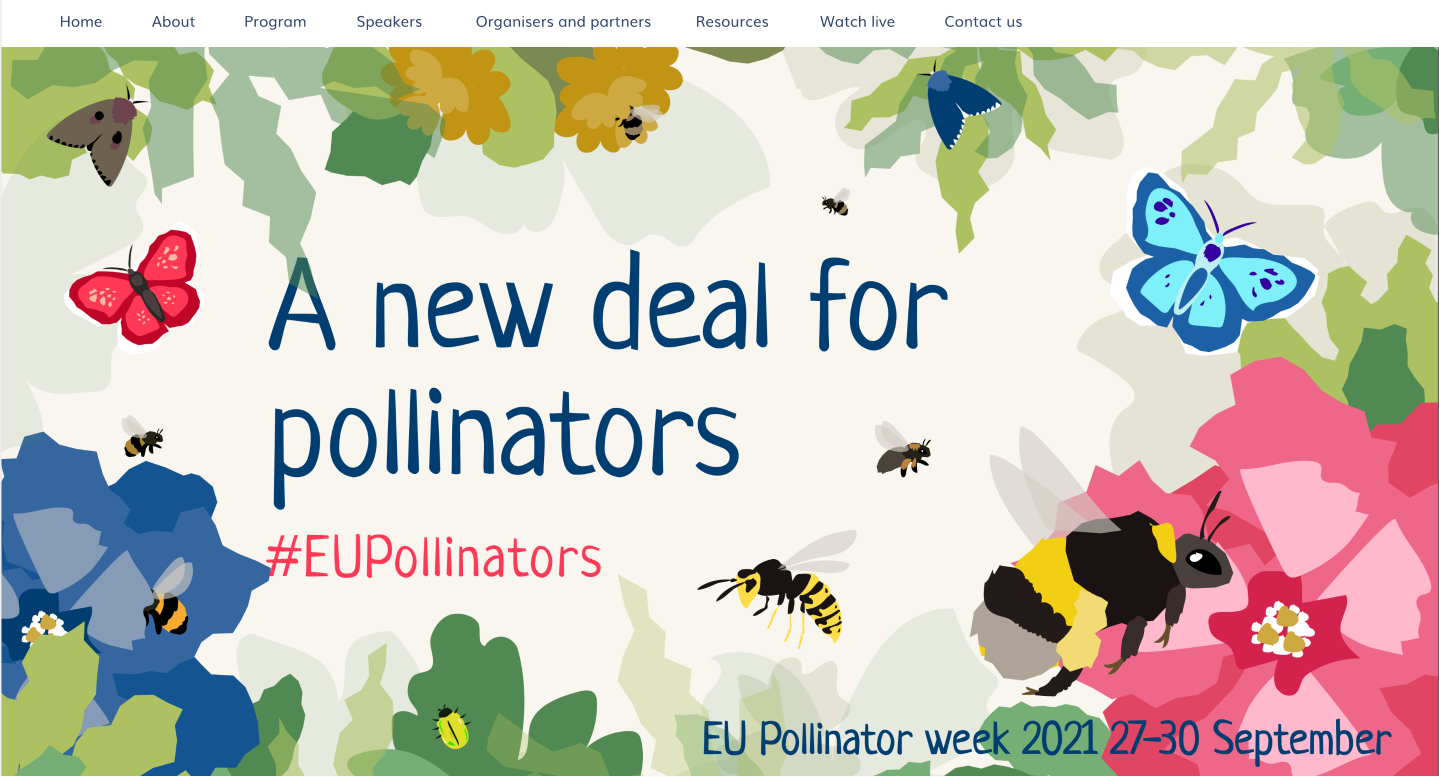 Home About Program Speakers Organisers and partners Resources Watch live Contact us
A new deal for
pollinators
#EUPollinators
EU Pollinator week 2021 27-30 September